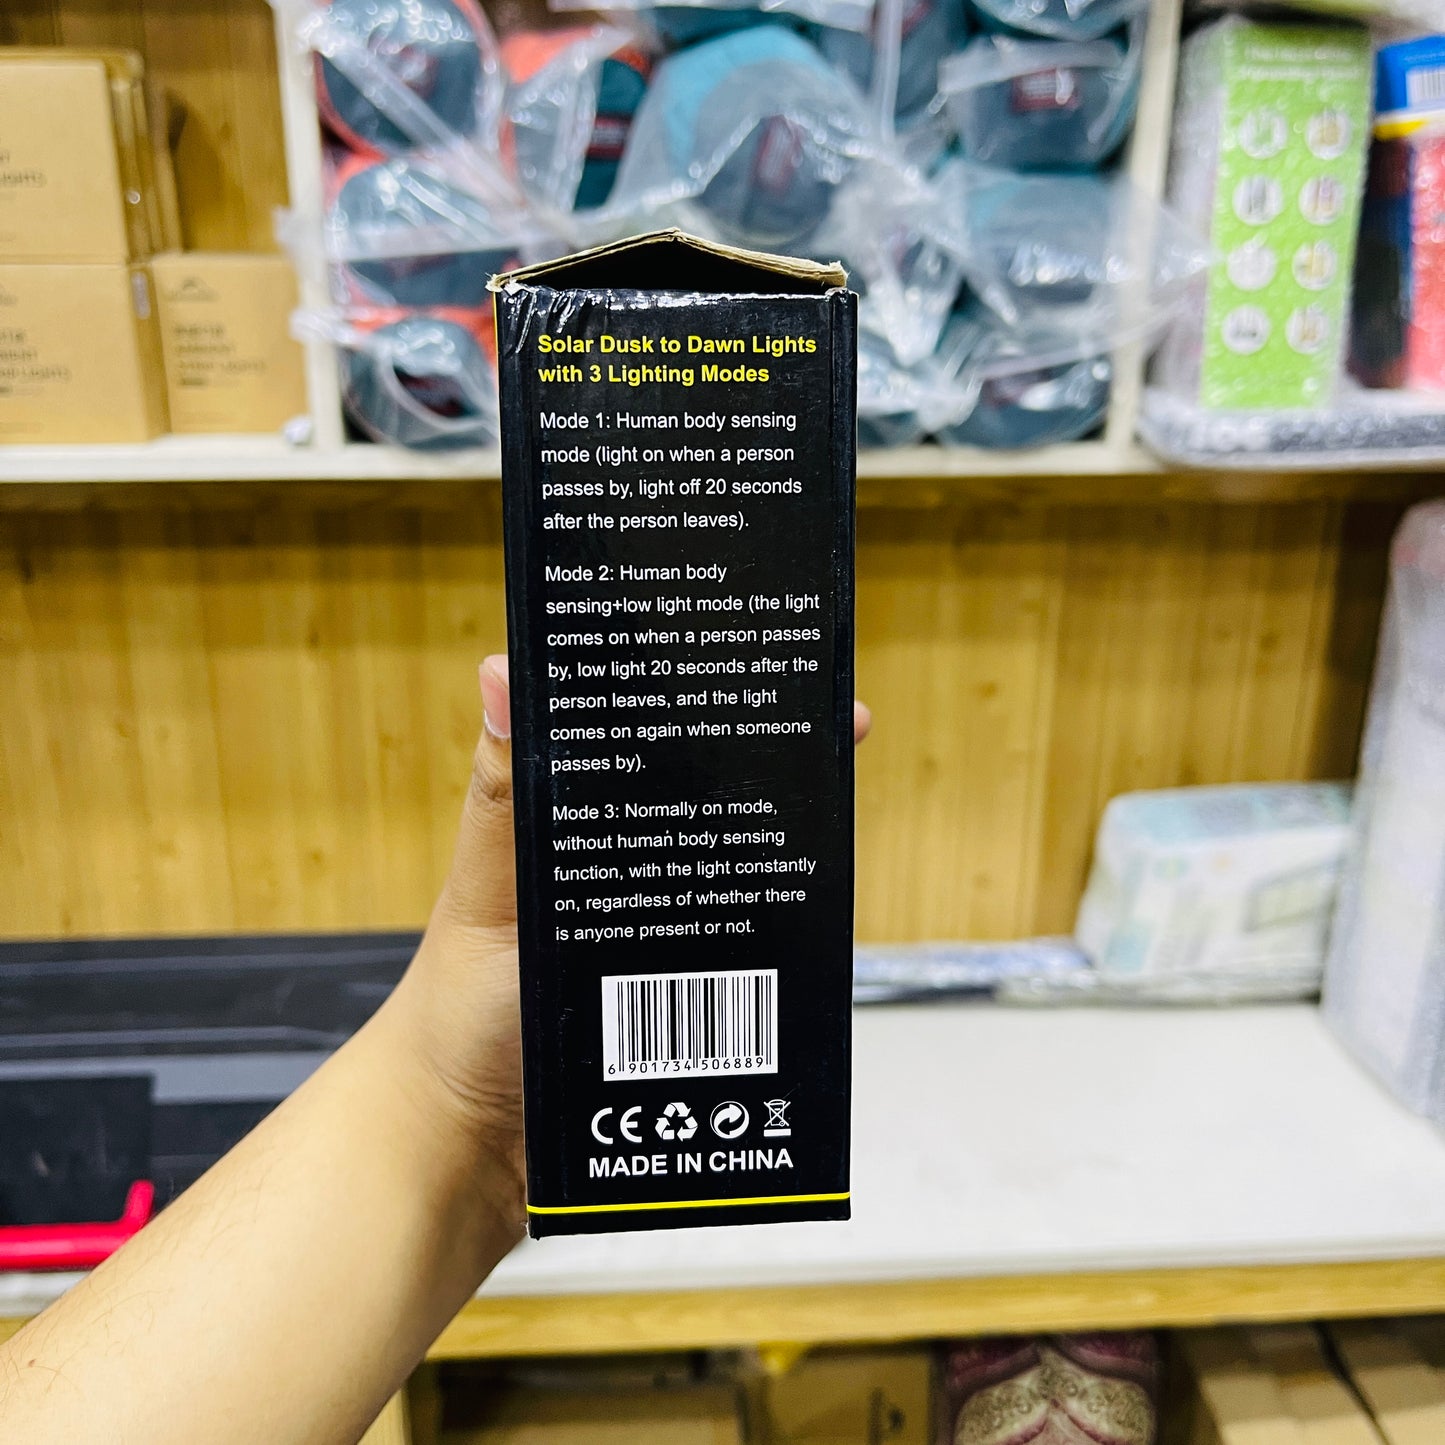 Solar Dusk to Dawn Lights
with 3 Lighting Modes
Mode 1: Human body sensing
mode (light on when a person
passes by, light off 20 seconds
after the person leaves).
Mode 2: Human body
sensing+low light mode (the light
comes on when a person passes
by, low light 20 seconds after the
person leaves, and the light
comes on again when someone
passes by).
Mode 3: Normally on mode,
without human body sensing
function, with the light constantly
on, regardless of whether there
is anyone present or not.
6 901734 506889
CE
MADE IN CHINA